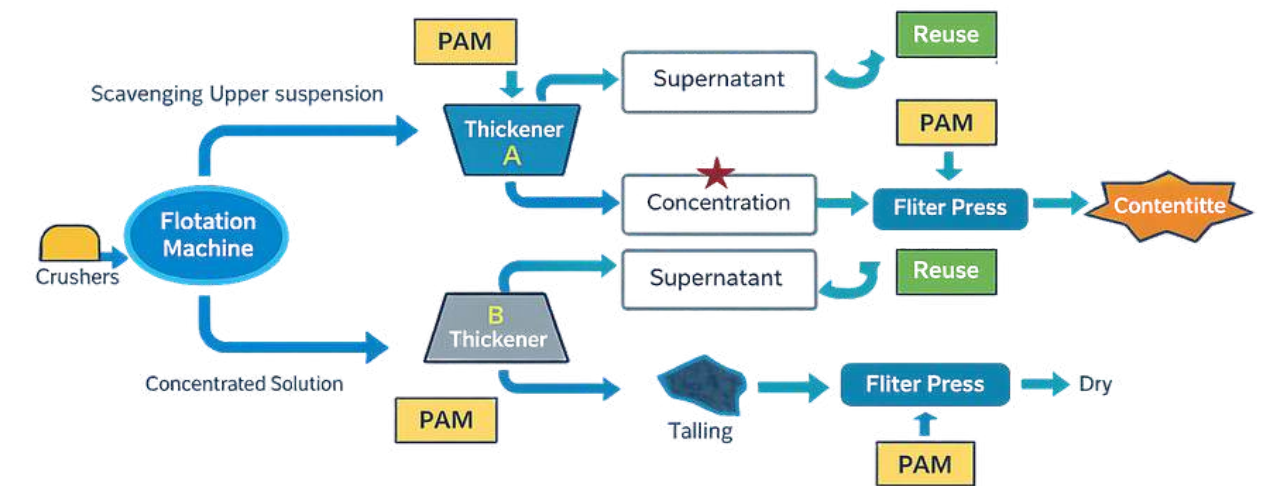 PAM
Reuse
Scavenging Upper suspension
Supernatant
Thickener
A
PAM
Flotation
Machine
Concentration
Fliter Press
Contentitte
Crushers
Supernatant
Reuse
B
Thickener
Concentrated Solution
PAM
Talling
Fliter Press
Dry
PAM